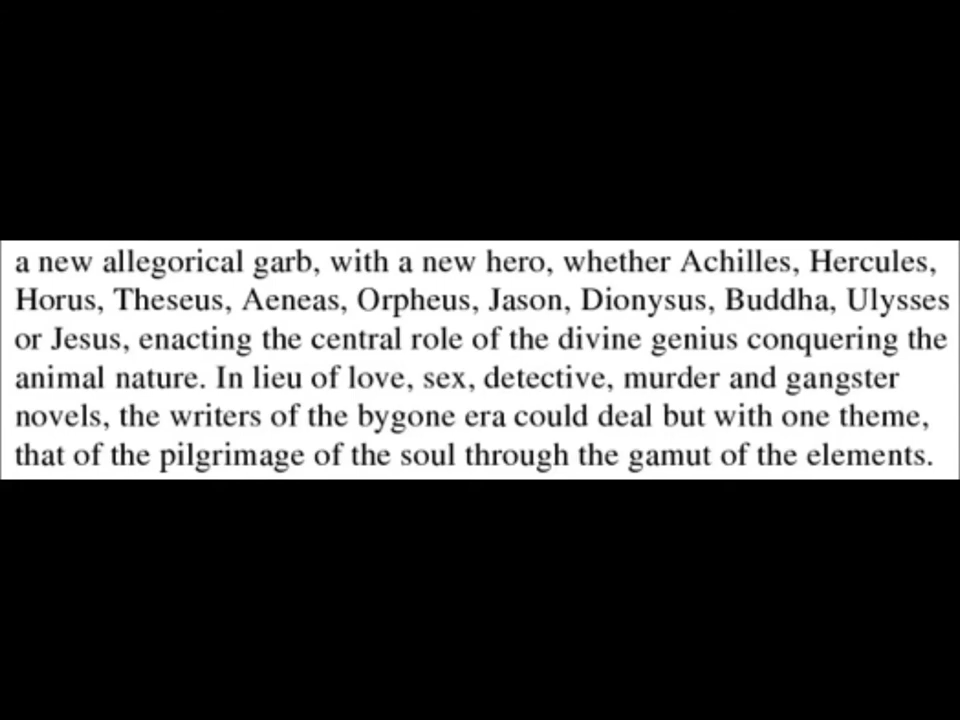 a new allegorical garb, with a new hero, whether Achilles, Hercules,
Horus, Theseus, Aeneas, Orpheus, Jason, Dionysus, Buddha, Ulysses
or Jesus, enacting the central role of the divine genius conquering the
animal nature. In lieu of love, sex, detective, murder and gangster
novels, the writers of the bygone era could deal but with one theme,
that of the pilgrimage of the soul through the gamut of the elements.